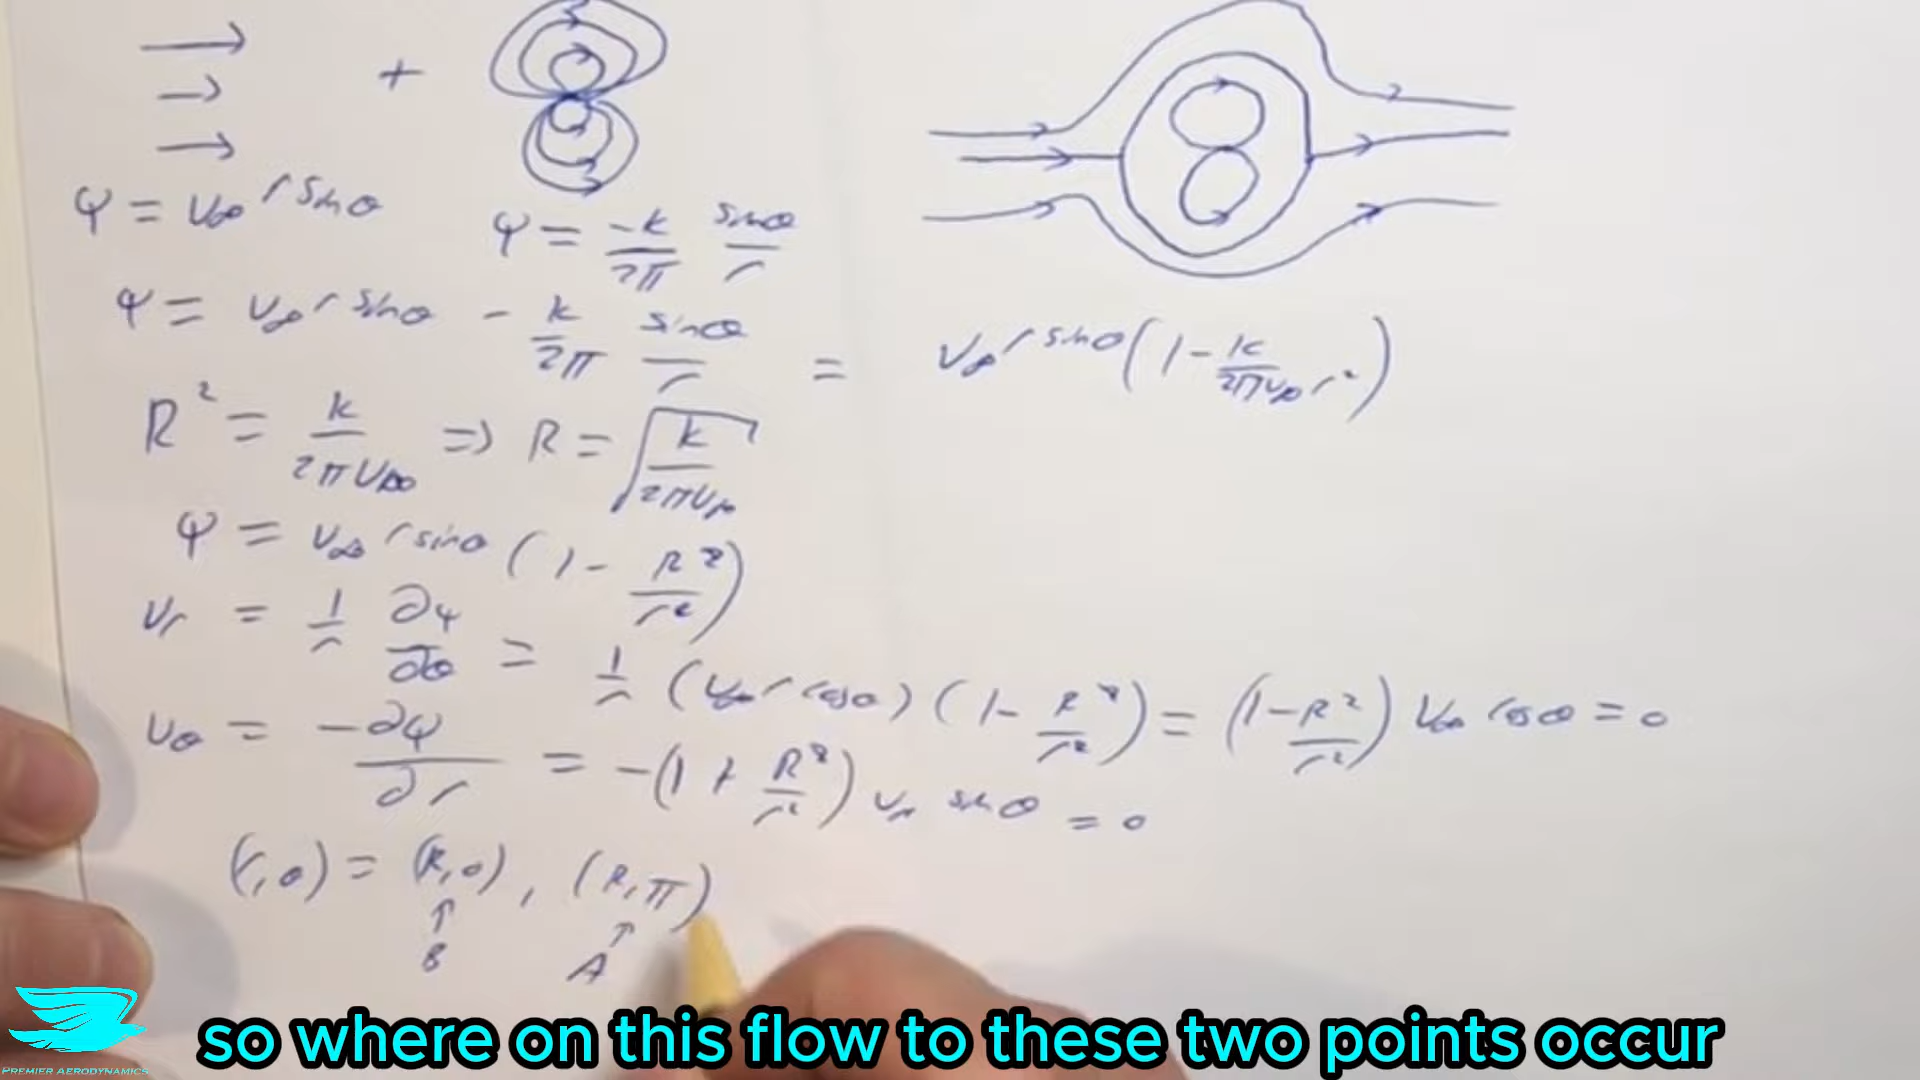 +
ψ = V∞ r sinθ
ψ = -k/2π sinθ/r
ψ = V∞ r sinθ - k/2π sinθ/r = V∞ r sinθ (1 - k/2πV∞ r²)
R² = k/2πV∞ => R = √k/2πV∞
ψ = V∞ r sinθ (1 - R²/r²)
Vr = 1/r ∂ψ/∂θ = 1/r (V∞ r cosθ) (1 - R²/r²) = (1 - R²/r²) V∞ cosθ = 0
Vθ = -∂ψ/∂r = -(1 + R²/r²) V∞ sinθ = 0
(r,θ) = (R,0), (R,π)
↑ ↑
B A
so where on this flow to these two points occur
PREMIER AERODYNAMICS